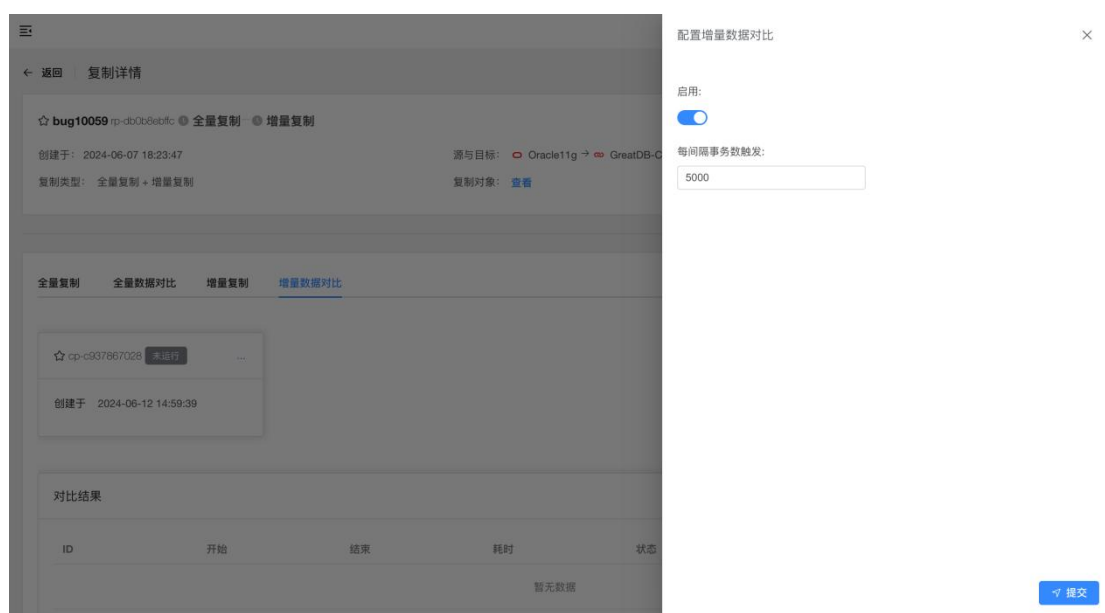 ← 返回 复制详情
☆ bug10059 rp-db0b8ebffc 全量复制 增量复制
创建于： 2024-06-07 18:23:47
源与目标： Oracle11g → GreatDB-C
复制类型： 全量复制 + 增量复制
复制对象： 查看
全量复制 全量数据对比 增量复制 增量数据对比
☆ cp-c937867028 未运行 ...
创建于 2024-06-12 14:59:39
对比结果
ID 开始 结束 耗时 状态
暂无数据
配置增量数据对比
启用:
每间隔事务数触发:
5000
提交